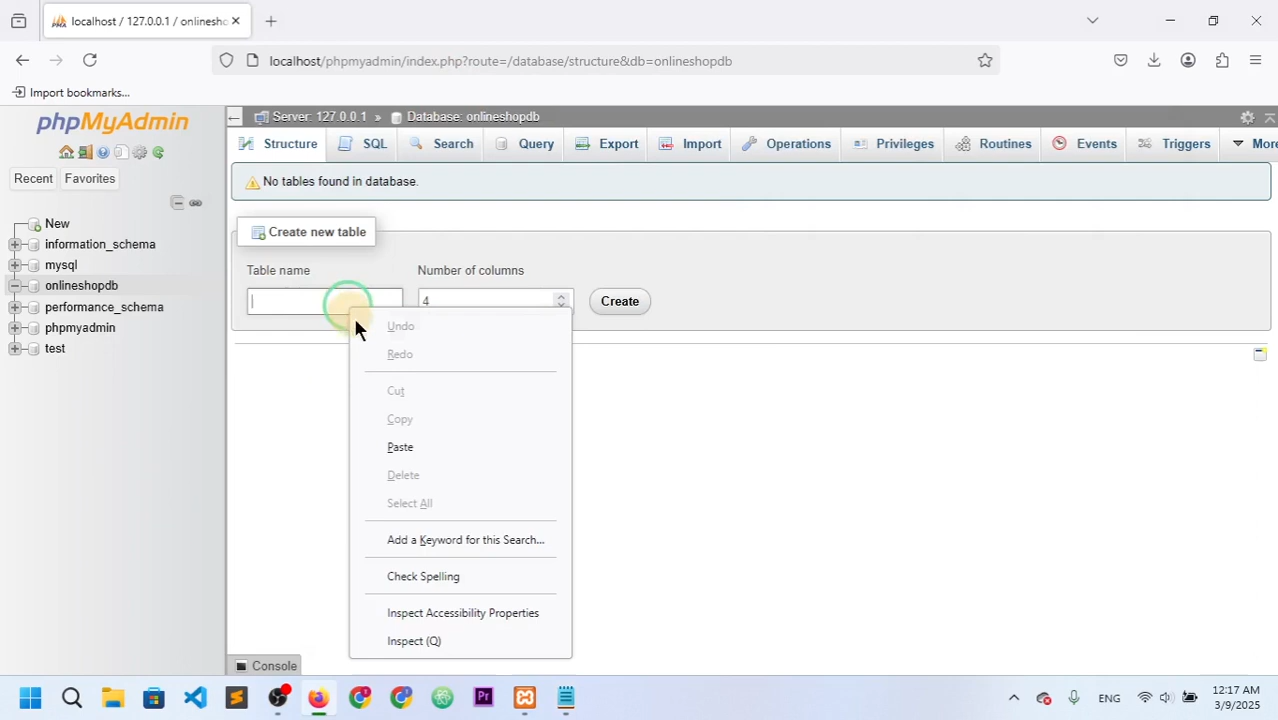 localhost / 127.0.0.1 / onlinesho
localhost/phpmyadmin/index.php?route=/database/structure&db=onlineshopdb
Import bookmarks...
phpMyAdmin
Recent
Favorites
New
information_schema
mysql
onlineshopdb
performance_schema
phpmyadmin
test
Server: 127.0.0.1 » Database: onlineshopdb
Structure SQL Search Query Export Import Operations Privileges Routines Events Triggers More
No tables found in database.
Create new table
Table name
Number of columns
4
Create
Undo
Redo
Cut
Copy
Paste
Delete
Select All
Add a Keyword for this Search...
Check Spelling
Inspect Accessibility Properties
Inspect (Q)
Console
ENG
12:17 AM
3/9/2025